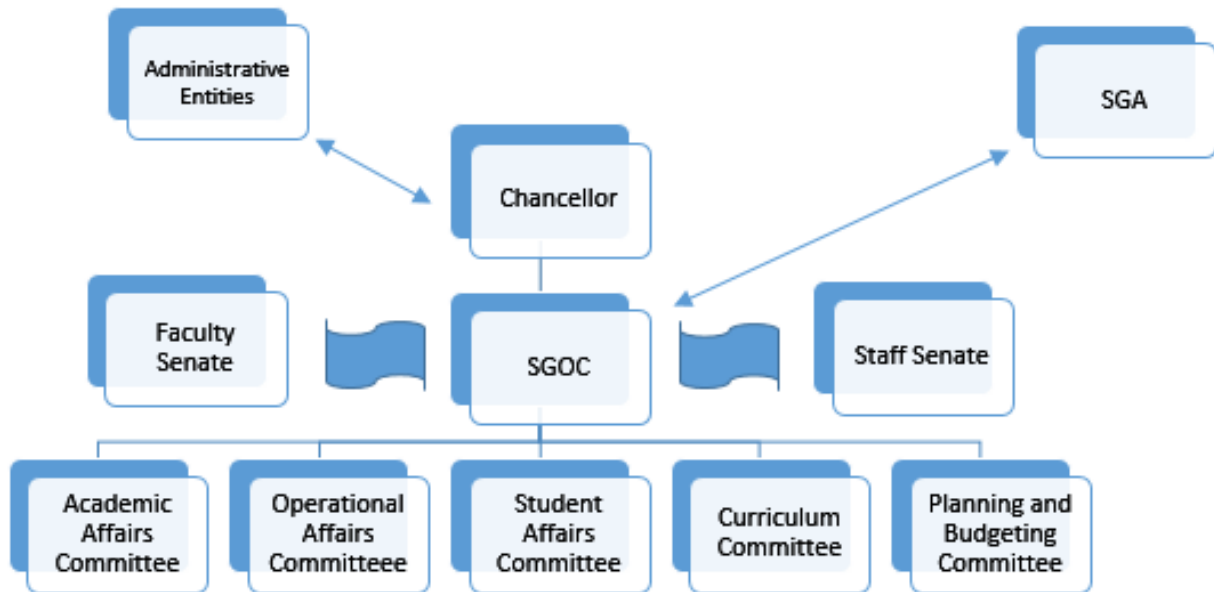 Administrative
Entities
SGA
Chancellor
Faculty
Senate
SGOC
Staff Senate
Academic
Affairs
Committee
Operational
Affairs
Committeee
Student
Affairs
Committee
Curriculum
Committee
Planning and
Budgeting
Committee